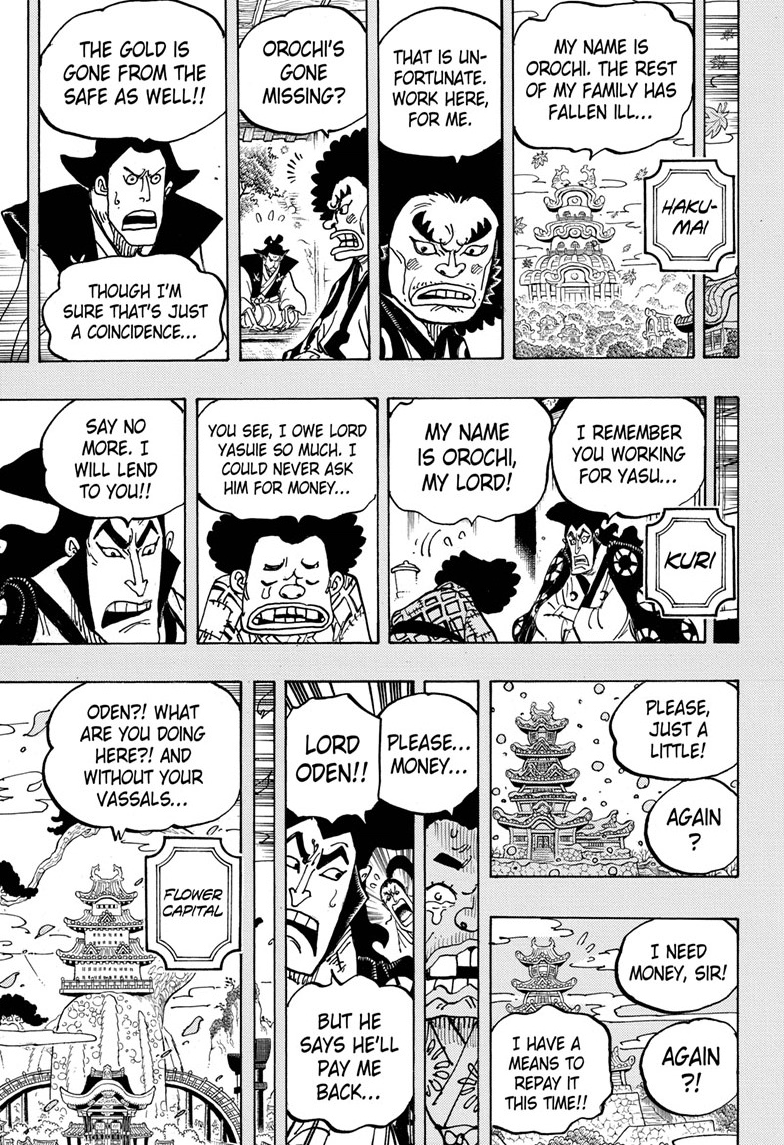 MY NAME IS
OROCHI. THE REST
OF MY FAMILY HAS
FALLEN ILL...
HAKU-
MAI
THAT IS UN-
FORTUNATE.
WORK HERE,
FOR ME.
OROCHI'S
GONE
MISSING?
THE GOLD IS
GONE FROM THE
SAFE AS WELL!!
THOUGH I'M
SURE THAT'S JUST
A COINCIDENCE...
I REMEMBER
YOU WORKING
FOR YASU...
KURI
MY NAME
IS OROCHI,
MY LORD!
YOU SEE, I OWE LORD
YASUIE SO MUCH. I
COULD NEVER ASK
HIM FOR MONEY...
SAY NO
MORE. I
WILL LEND
TO YOU!!
PLEASE,
JUST A
LITTLE!
AGAIN
?
I NEED
MONEY, SIR!
AGAIN
?!
I HAVE A
MEANS TO
REPAY IT
THIS TIME!!
PLEASE...
MONEY...
LORD
ODEN!!
BUT HE
SAYS HE'LL
PAY ME
BACK...
ODEN?! WHAT
ARE YOU DOING
HERE?! AND
WITHOUT YOUR
VASSALS...
FLOWER
CAPITAL